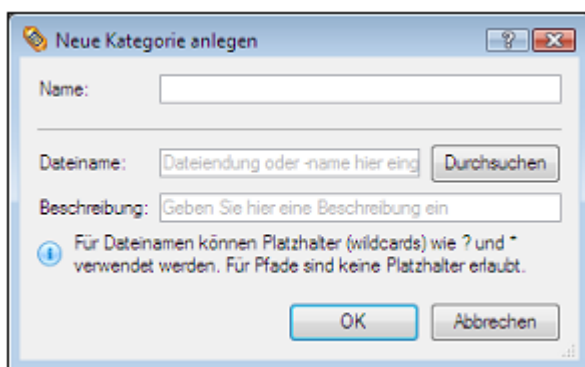 Neue Kategorie anlegen
Name:
Dateiname: Dateiendung oder -name hier eing Durchsuchen
Beschreibung: Geben Sie hier eine Beschreibung ein
Für Dateinamen können Platzhalter (wildcards) wie ? und *
verwendet werden. Für Pfade sind keine Platzhalter erlaubt.
OK Abbrechen